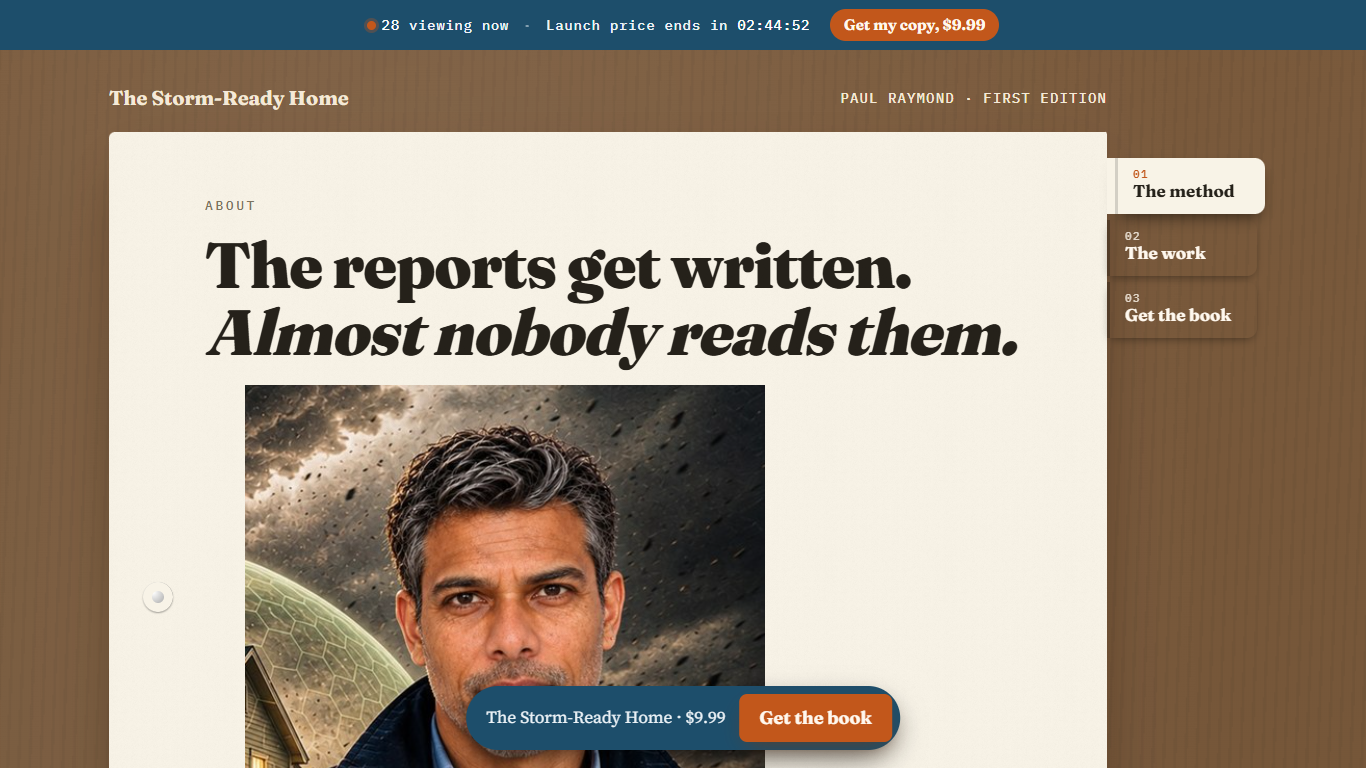 28 viewing now · Launch price ends in 02:44:52 Get my copy, $9.99
The Storm-Ready Home
PAUL RAYMOND · FIRST EDITION
ABOUT
The reports get written.
Almost nobody reads them.
01
The method
02
The work
03
Get the book
The Storm-Ready Home · $9.99 Get the book